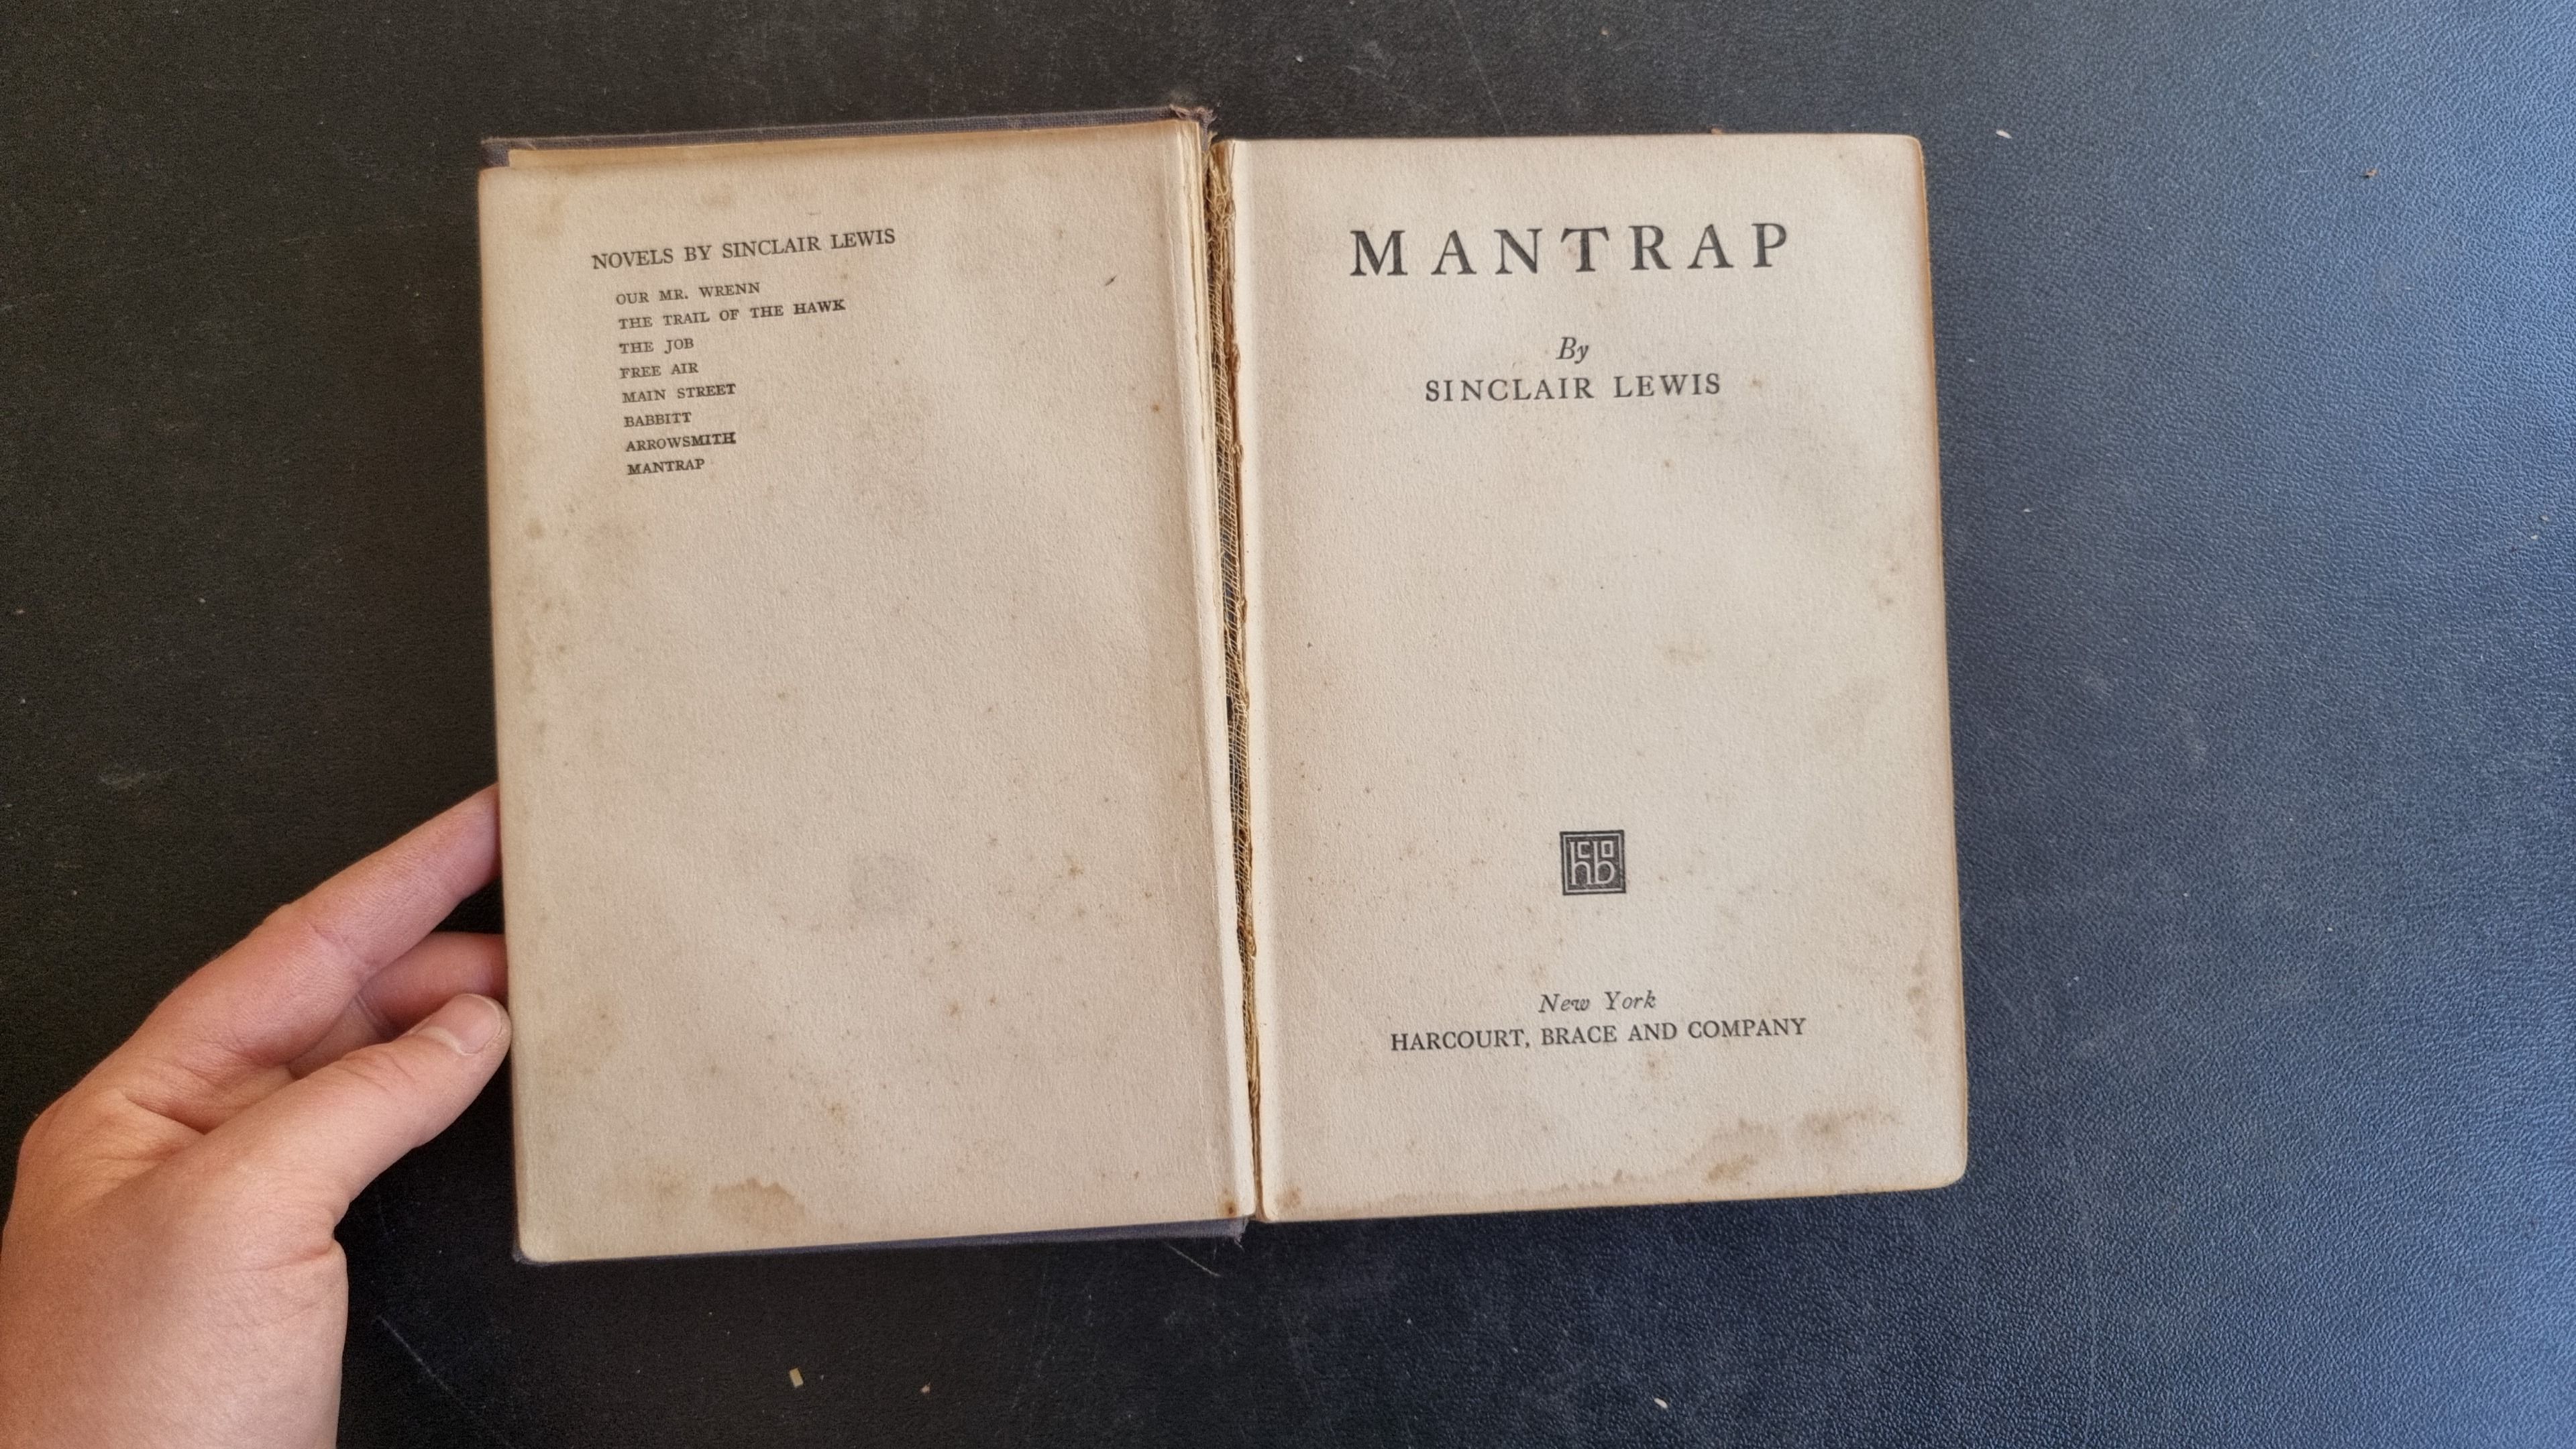 NOVELS BY SINCLAIR LEWIS
OUR MR. WRENN
THE TRAIL OF THE HAWK
THE JOB
FREE AIR
MAIN STREET
BABBITT
ARROWSMITH
MANTRAP
MANTRAP
By
SINCLAIR LEWIS
hcbo
New York
HARCOURT, BRACE AND COMPANY